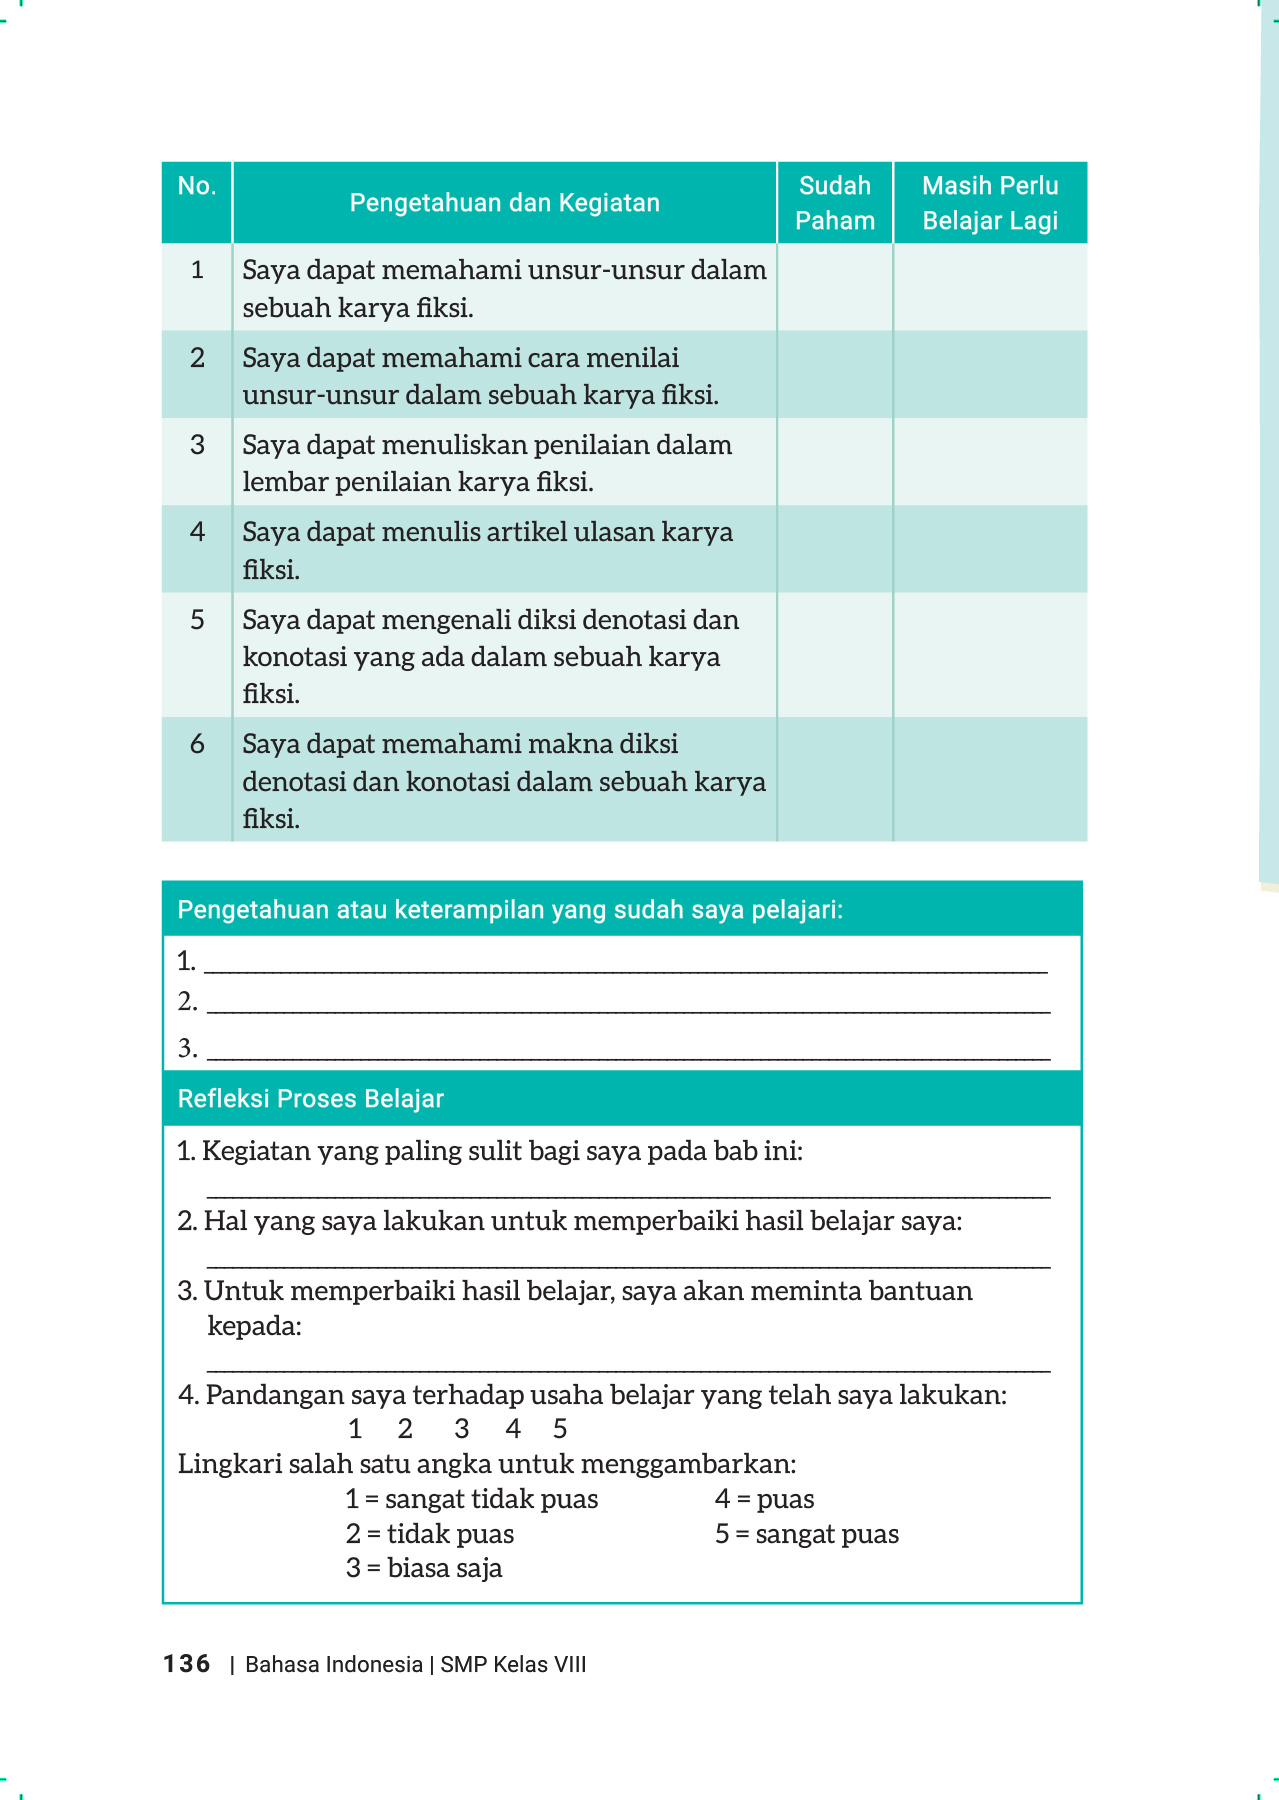 No.
Pengetahuan dan Kegiatan
Sudah
Paham
Masih Perlu
Belajar Lagi
1
Saya dapat memahami unsur-unsur dalam
sebuah karya fiksi.
2
Saya dapat memahami cara menilai
unsur-unsur dalam sebuah karya fiksi.
3
Saya dapat menuliskan penilaian dalam
lembar penilaian karya fiksi.
4
Saya dapat menulis artikel ulasan karya
fiksi.
5
Saya dapat mengenali diksi denotasi dan
konotasi yang ada dalam sebuah karya
fiksi.
6
Saya dapat memahami makna diksi
denotasi dan konotasi dalam sebuah karya
fiksi.
Pengetahuan atau keterampilan yang sudah saya pelajari:
1.
2.
3.
Refleksi Proses Belajar
1. Kegiatan yang paling sulit bagi saya pada bab ini:
2. Hal yang saya lakukan untuk memperbaiki hasil belajar saya:
3. Untuk memperbaiki hasil belajar, saya akan meminta bantuan
kepada:
4. Pandangan saya terhadap usaha belajar yang telah saya lakukan:
1 2 3 4 5
Lingkari salah satu angka untuk menggambarkan:
1 = sangat tidak puas 4 = puas
2 = tidak puas 5 = sangat puas
3 = biasa saja
136 | Bahasa Indonesia | SMP Kelas VIII